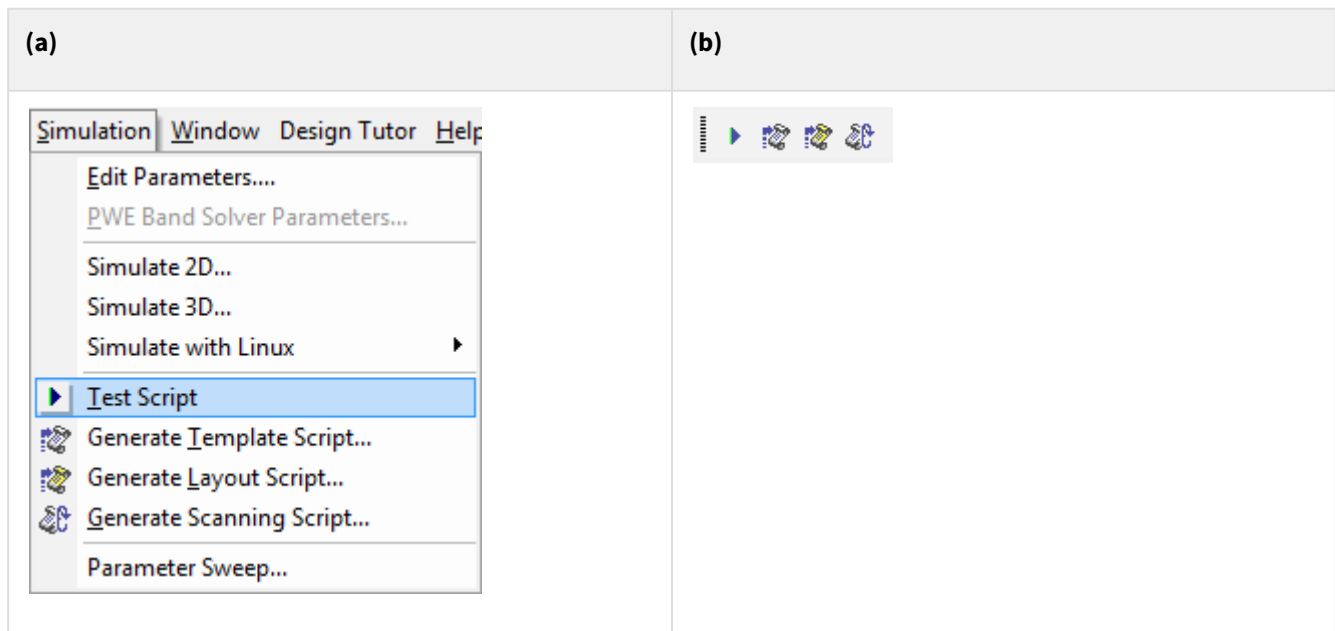 (a)
(b)
Simulation Window Design Tutor Help
Edit Parameters....
PWE Band Solver Parameters...
Simulate 2D...
Simulate 3D...
Simulate with Linux
Test Script
Generate Template Script...
Generate Layout Script...
Generate Scanning Script...
Parameter Sweep...